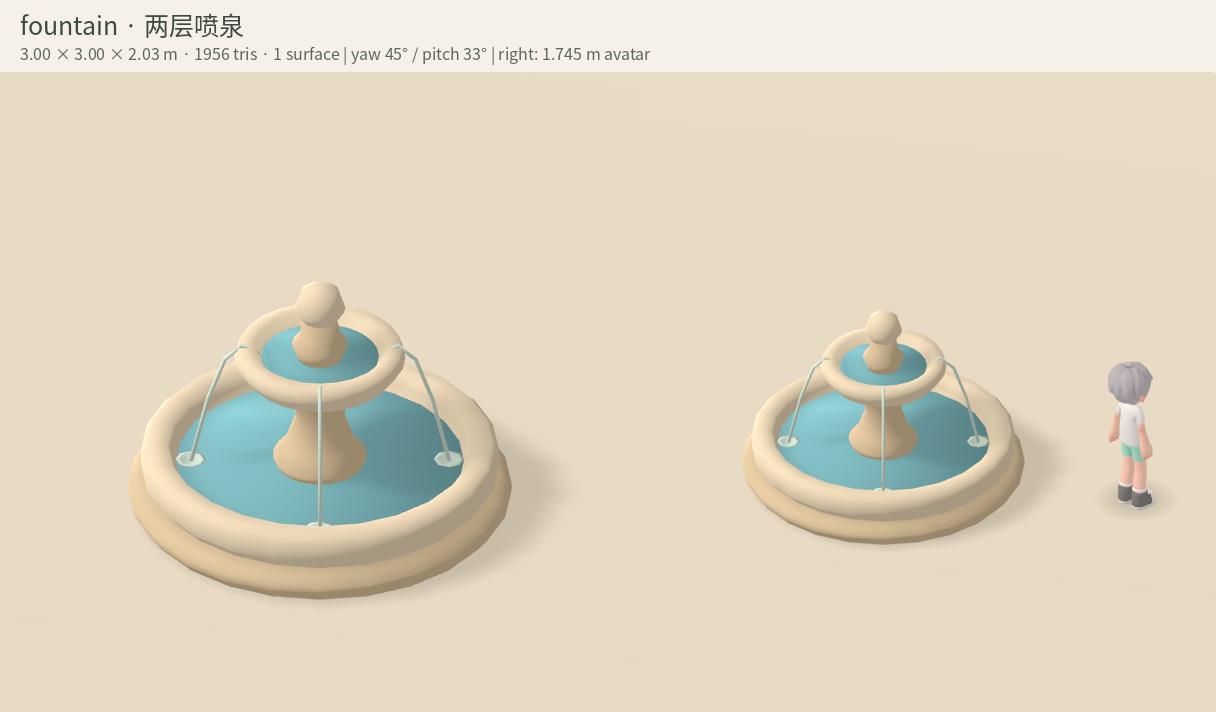 fountain · 两层喷泉
3.00 × 3.00 × 2.03 m · 1956 tris · 1 surface | yaw 45° / pitch 33° | right: 1.745 m avatar